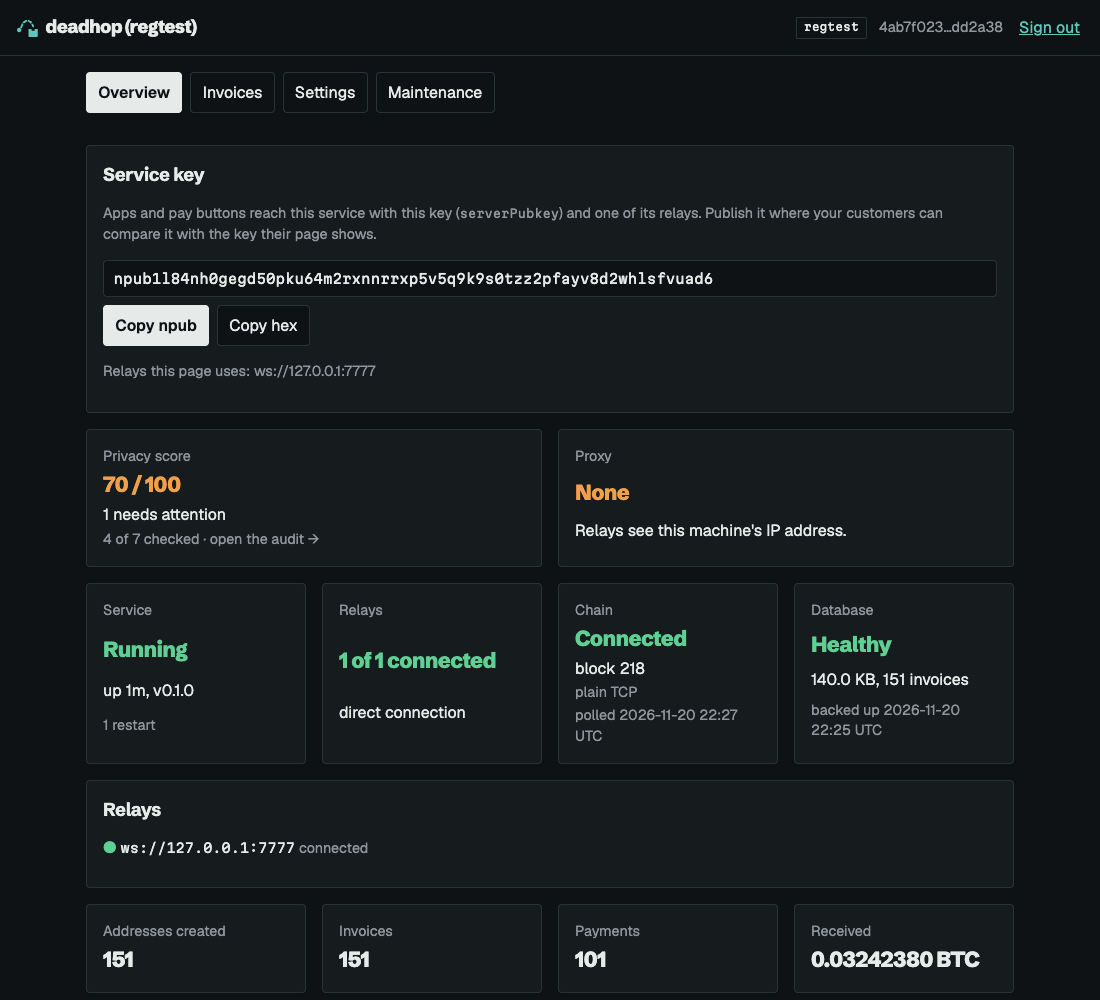 deadhop (regtest)
regtest
4ab7f023…dd2a38
Sign out
Overview
Invoices
Settings
Maintenance
Service key
Apps and pay buttons reach this service with this key (serverPubkey) and one of its relays. Publish it where your customers can
compare it with the key their page shows.
npub1l84nh0gegd50pku64m2rxnnrrxp5v5q9k9s0tzz2pfayv8d2whlsfvuad6
Copy npub
Copy hex
Relays this page uses: ws://127.0.0.1:7777
Privacy score
70 / 100
1 needs attention
4 of 7 checked · open the audit →
Proxy
None
Relays see this machine's IP address.
Service
Running
up 1m, v0.1.0
1 restart
Relays
1 of 1 connected
direct connection
Chain
Connected
block 218
plain TCP
polled 2026-11-20 22:27
UTC
Database
Healthy
140.0 KB, 151 invoices
backed up 2026-11-20
22:25 UTC
Relays
ws://127.0.0.1:7777 connected
Addresses created
151
Invoices
151
Payments
101
Received
0.03242380 BTC